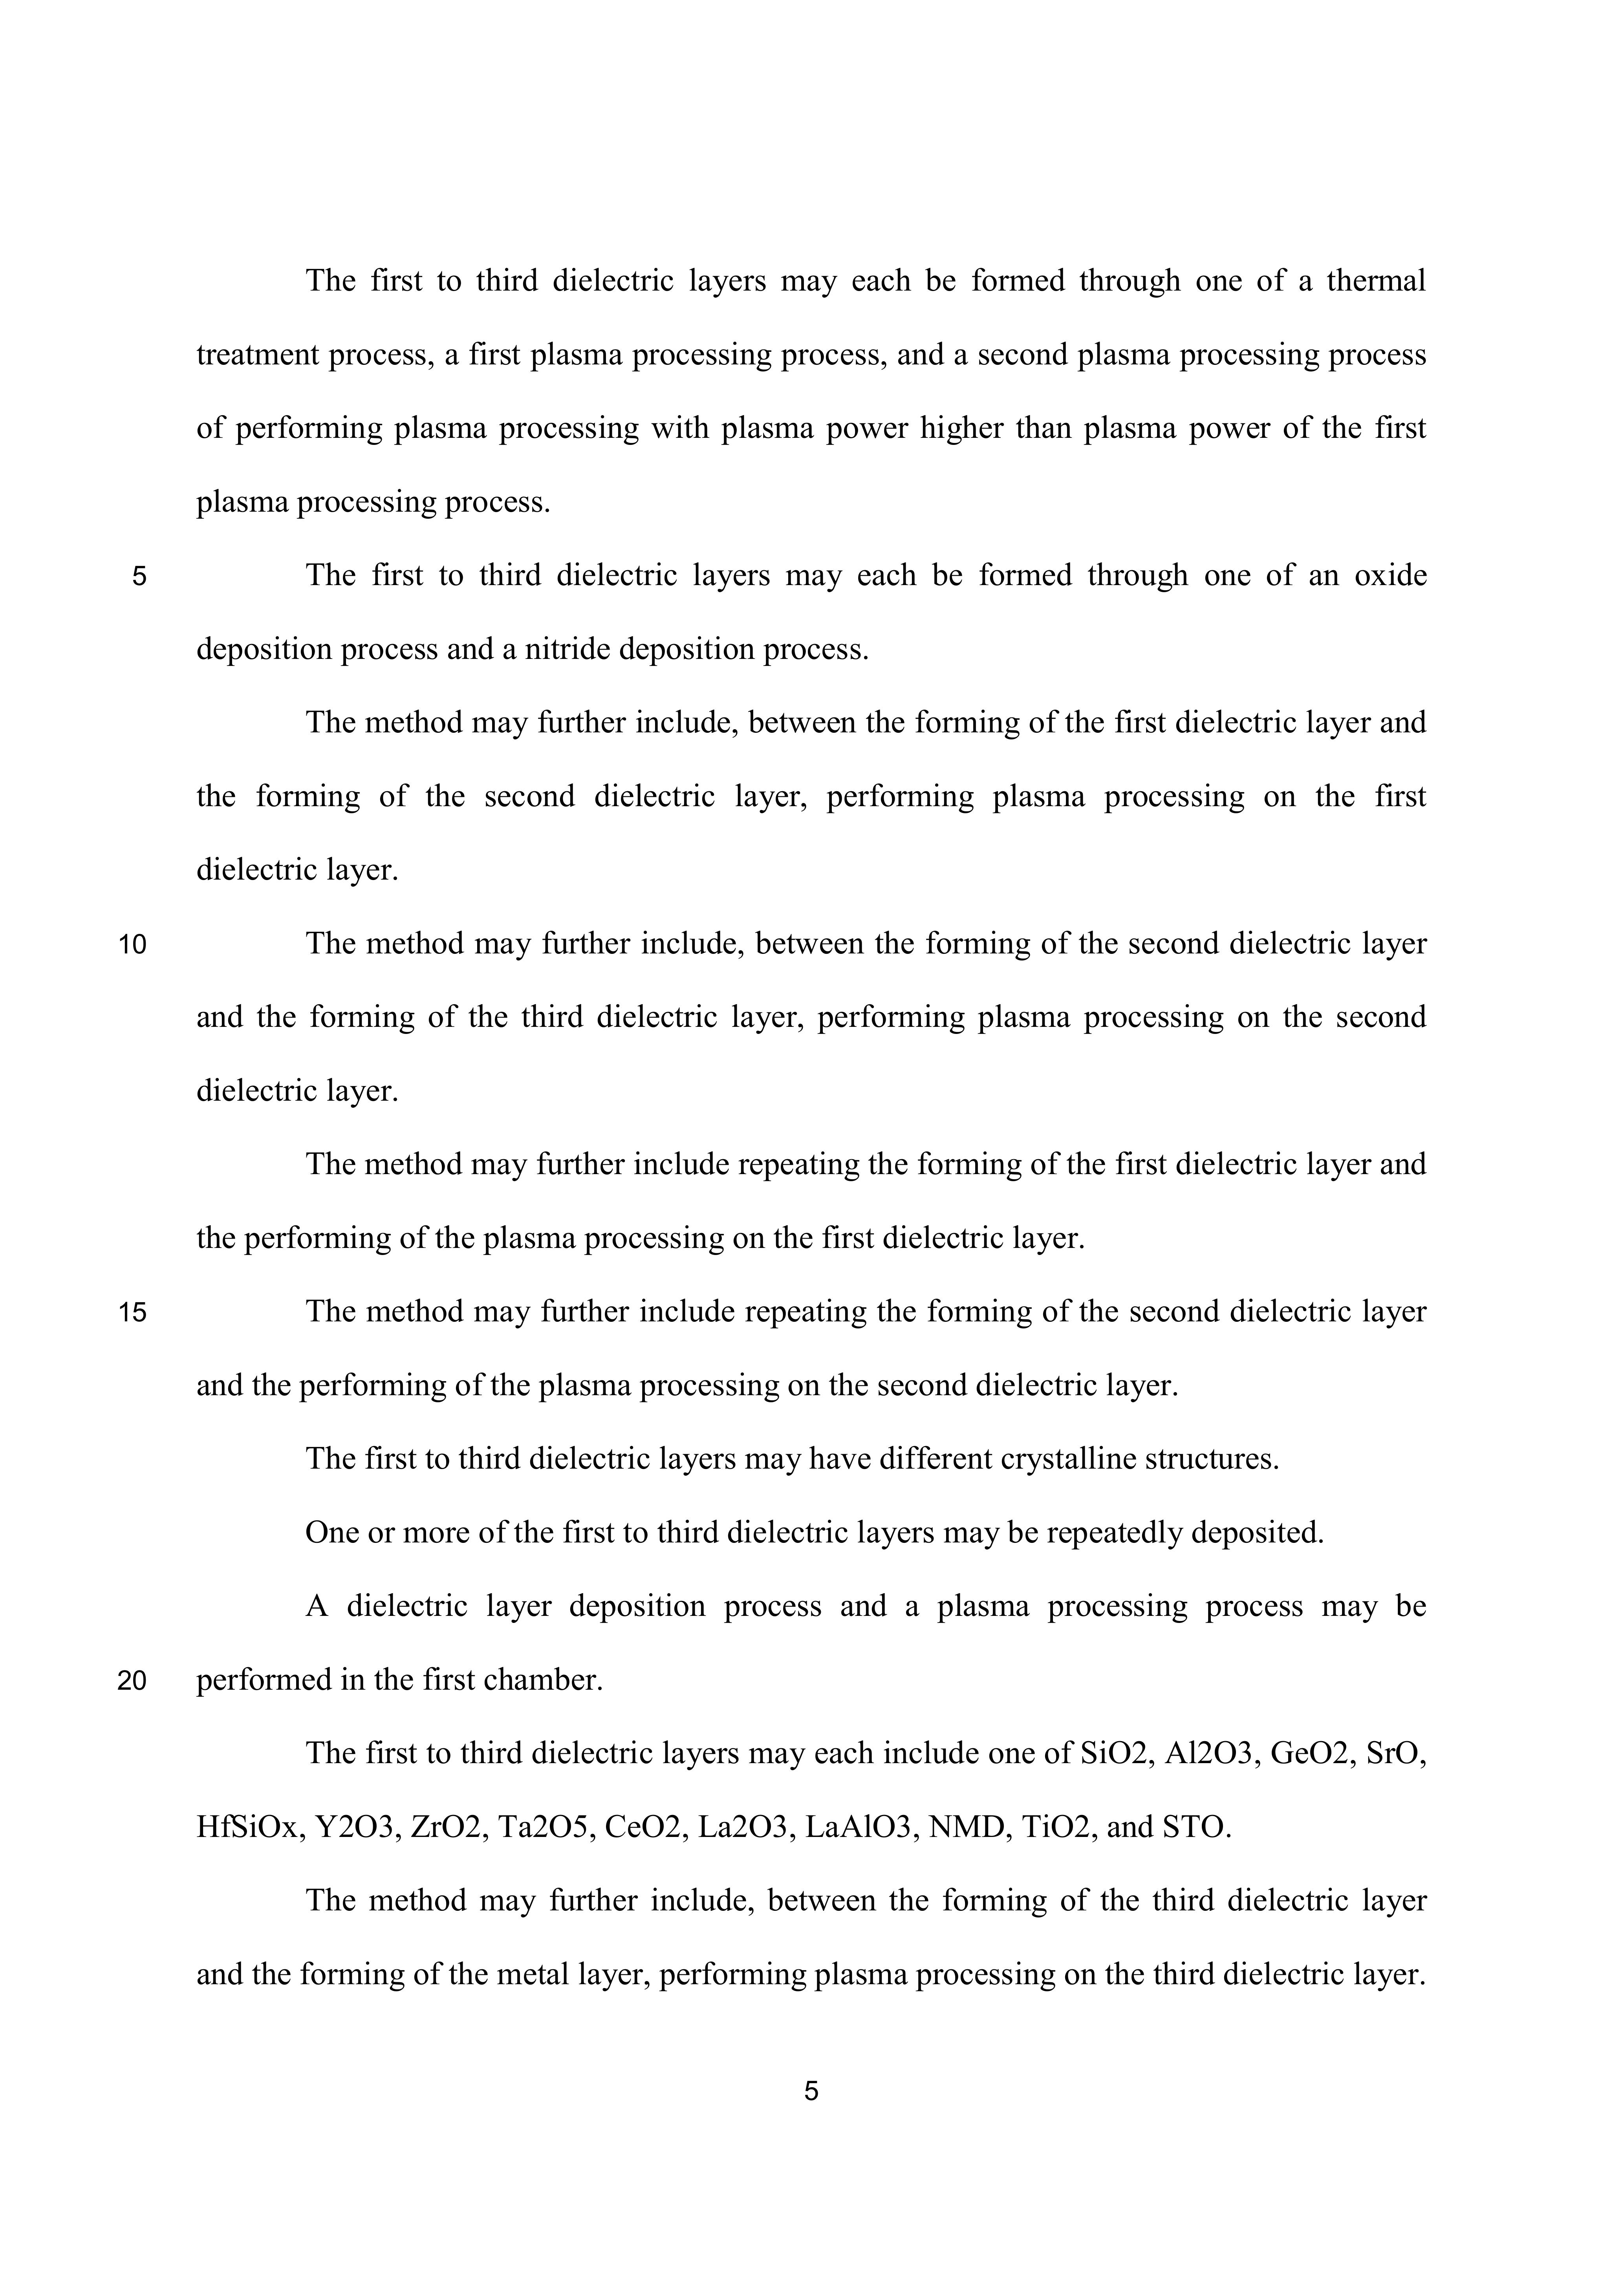 The first to third dielectric layers may each be formed through one of a thermal
treatment process, a first plasma processing process, and a second plasma processing process
of performing plasma processing with plasma power higher than plasma power of the first
plasma processing process.
5 The first to third dielectric layers may each be formed through one of an oxide
deposition process and a nitride deposition process.
The method may further include, between the forming of the first dielectric layer and
the forming of the second dielectric layer, performing plasma processing on the first
dielectric layer.
10 The method may further include, between the forming of the second dielectric layer
and the forming of the third dielectric layer, performing plasma processing on the second
dielectric layer.
The method may further include repeating the forming of the first dielectric layer and
the performing of the plasma processing on the first dielectric layer.
15 The method may further include repeating the forming of the second dielectric layer
and the performing of the plasma processing on the second dielectric layer.
The first to third dielectric layers may have different crystalline structures.
One or more of the first to third dielectric layers may be repeatedly deposited.
A dielectric layer deposition process and a plasma processing process may be
20 performed in the first chamber.
The first to third dielectric layers may each include one of SiO2, Al2O3, GeO2, SrO,
HfSiOx, Y2O3, ZrO2, Ta2O5, CeO2, La2O3, LaAlO3, NMD, TiO2, and STO.
The method may further include, between the forming of the third dielectric layer
and the forming of the metal layer, performing plasma processing on the third dielectric layer.
5